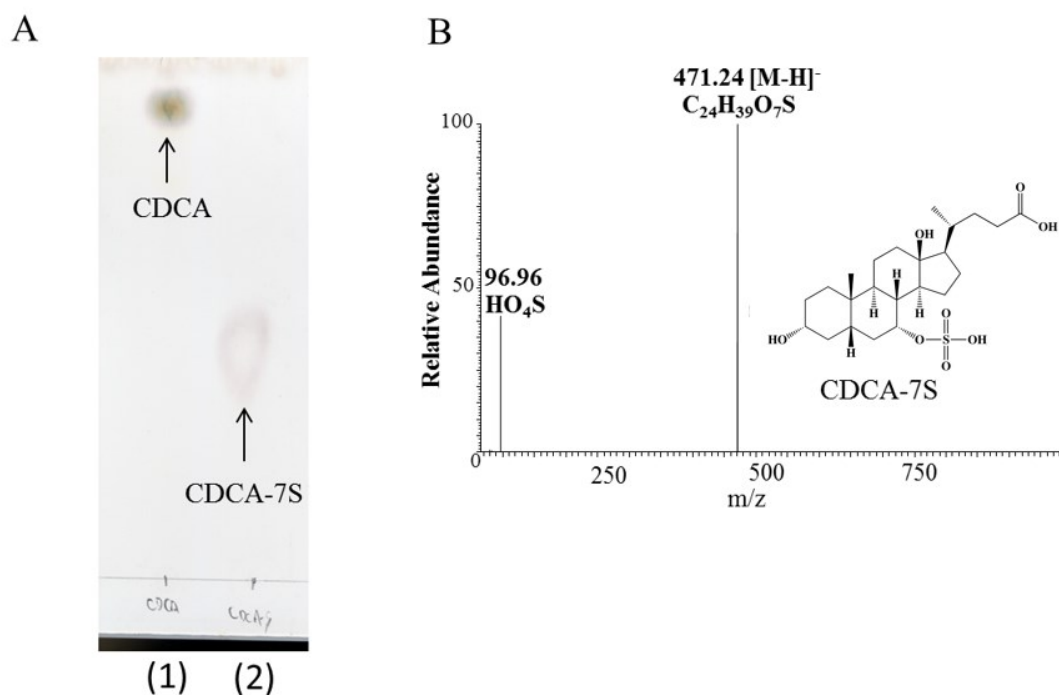 A
CDCA
CDCA-7S
CDCA
(1) (2)
B
471.24 [M-H]⁻
C₂₄H₃₉O₇S
100
50
0
96.96
HO₄S
Relative Abundance
250 500 750
m/z
O
OH
OH
H
H
H
H
HO
O
O
S
OH
O
CDCA-7S